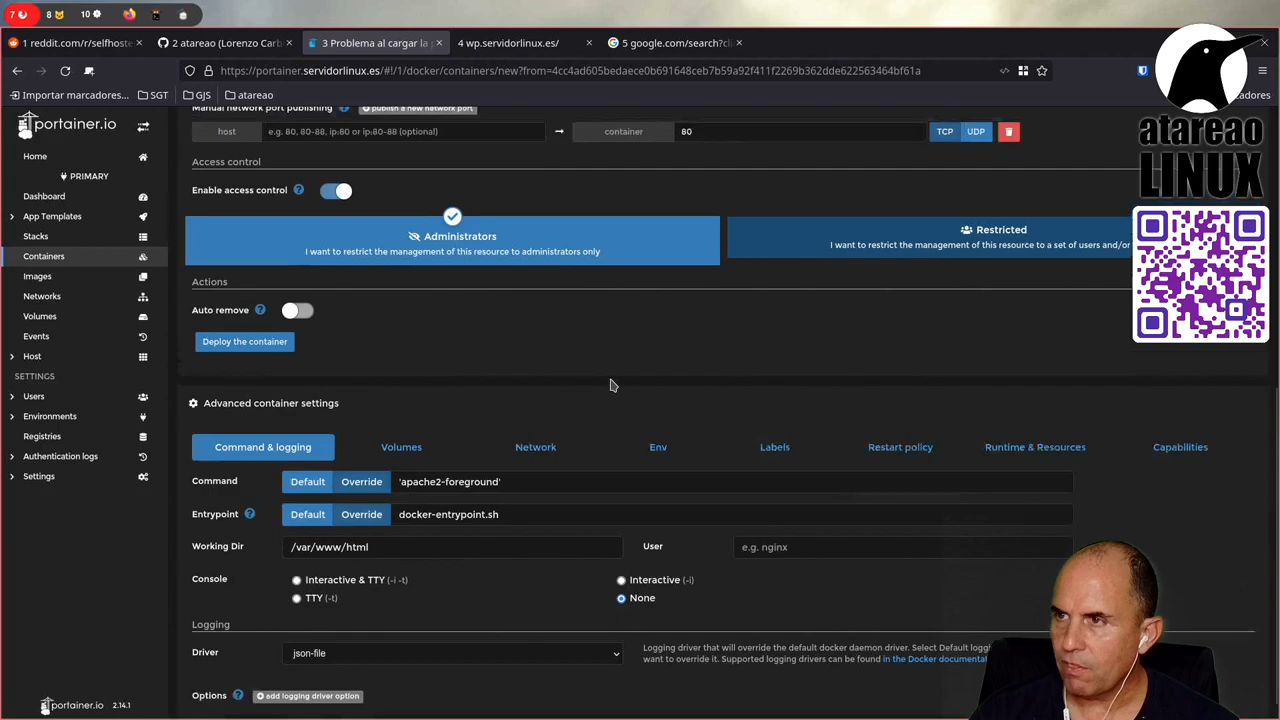 7 8 10
1 reddit.com/r/selfhoste
2 atareao (Lorenzo Carb
3 Problema al cargar la p
4 wp.servidorlinux.es/
5 google.com/search?cli
https://portainer.servidorlinux.es/#!/1/docker/containers/new?from=4cc4ad605bedaece0b691648ceb7b59a92f411f2269b362dde622563464bf61a
Importar marcadores...
SGT
GJS
atareao
adores
portainer.io
Home
PRIMARY
Dashboard
App Templates
Stacks
Containers
Images
Networks
Volumes
Events
Host
SETTINGS
Users
Environments
Registries
Authentication logs
Settings
portainer.io 2.14.1
Manual network port publishing publish a new network port
host e.g. 80, 80-88, ip:80 or ip:80-88 (optional) → container 80 TCP UDP
Access control
Enable access control
Administrators
I want to restrict the management of this resource to administrators only
Restricted
I want to restrict the management of this resource to a set of users and/or
Actions
Auto remove
Deploy the container
Advanced container settings
Command & logging Volumes Network Env Labels Restart policy Runtime & Resources Capabilities
Command Default Override 'apache2-foreground'
Entrypoint Default Override docker-entrypoint.sh
Working Dir /var/www/html User e.g. nginx
Console Interactive & TTY (-i -t) Interactive (-i)
TTY (-t) None
Logging
Driver json-file
Logging driver that will override the default docker daemon driver. Select Default loggi
want to override it. Supported logging drivers can be found in the Docker documentat
Options add logging driver option
atareao
LINUX